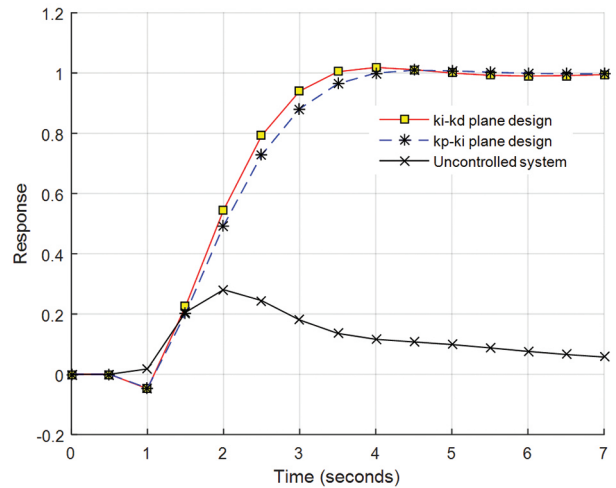 1.2
1
0.8
0.6
0.4
0.2
0
-0.2
Response
ki-kd plane design
kp-ki plane design
Uncontrolled system
0 1 2 3 4 5 6 7
Time (seconds)